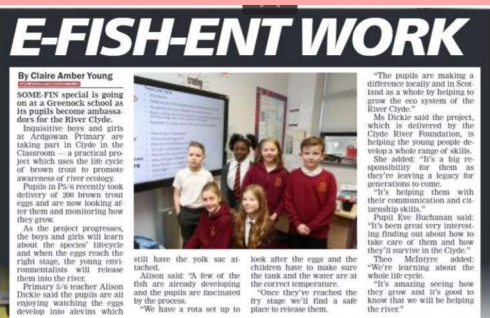 E-FISH-ENT WORK
By Claire Amber Young
SOME-FIN special is going
on at a Greenock school as
its pupils become ambassa-
dors for the River Clyde.
Inquisitive boys and girls
at Ardgowan Primary are
taking part in Clyde in the
Classroom — a practical pro-
ject which uses the life cycle
of brown trout to promote
awareness of river ecology.
Pupils in P5/6 recently took
delivery of 200 brown trout
eggs and are now looking af-
ter them and monitoring how
they grow.
As the project progresses,
the boys and girls will learn
about the species' lifecycle
and when the eggs reach the
right stage, the young envi-
ronmentalists will release
them into the river.
Primary 5/6 teacher Alison
Dickie said the pupils are all
enjoying watching the eggs
develop into alevins which
still have the yolk sac at-
tached.
Alison said: "A few of the
fish are already developing
and the pupils are fascinated
by the process.
"We have a rota set up to
look after the eggs and the
children have to make sure
the tank and the water are at
the correct temperature.
"Once they've reached the
fry stage we'll find a safe
place to release them.
"The pupils are making a
difference locally and in Scot-
land as a whole by helping to
grow the eco system of the
River Clyde."
Ms Dickie said the project,
which is delivered by the
Clyde River Foundation, is
helping the young people de-
velop a whole range of skills.
She added: "It's a big re-
sponsibility for them as
they're leaving a legacy for
generations to come.
"It's helping them with
their communication and cit-
izenship skills."
Pupil Eve Buchanan said:
"It's been great very interest-
ing finding out about how to
take care of them and how
they'll survive in the Clyde."
Theo McIntyre added:
"We're learning about the
whole life cycle.
"It's amazing seeing how
they grow and it's good to
know that we will be helping
the river."